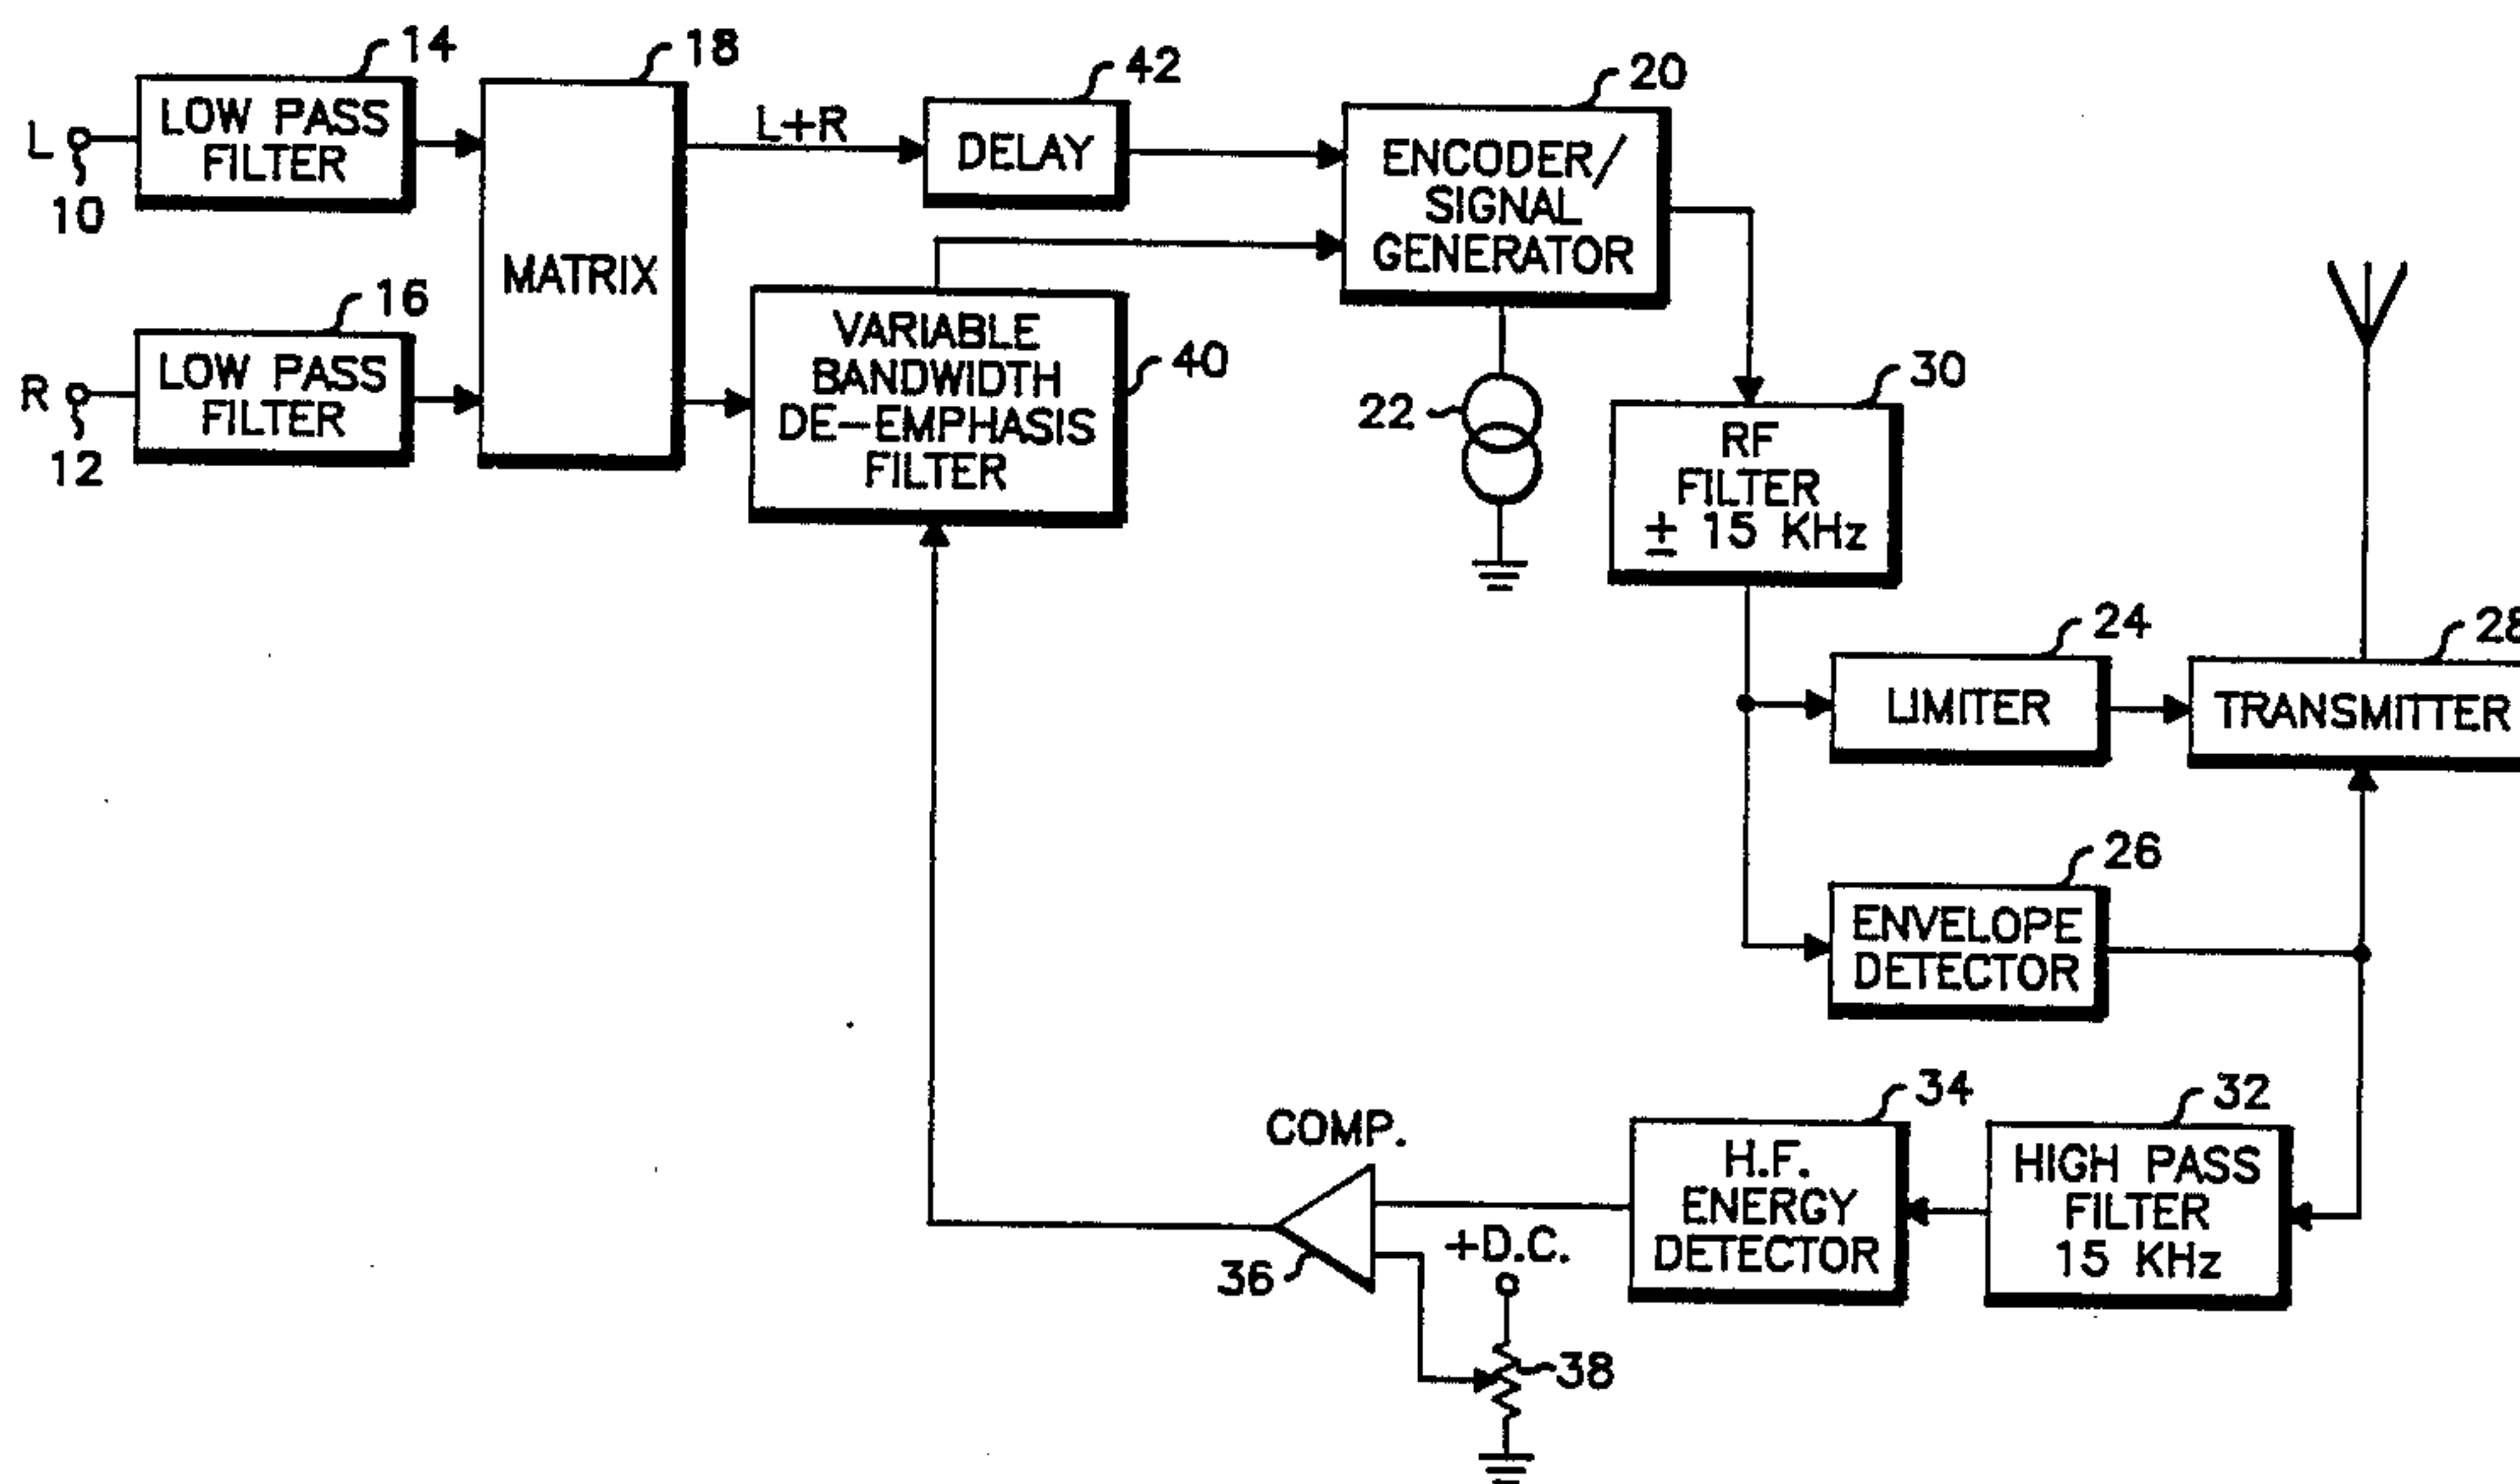 14
18
42
20
L
LOW PASS
FILTER
10
L+R
DELAY
ENCODER/
SIGNAL
GENERATOR
MATRIX
16
R
LOW PASS
FILTER
12
VARIABLE
BANDWIDTH
DE-EMPHASIS
FILTER
40
22
30
RF
FILTER
± 15 KHz
24
LIMITER
28
TRANSMITTER
26
ENVELOPE
DETECTOR
COMP.
36
+D.C.
38
34
H.F.
ENERGY
DETECTOR
32
HIGH PASS
FILTER
15 KHz